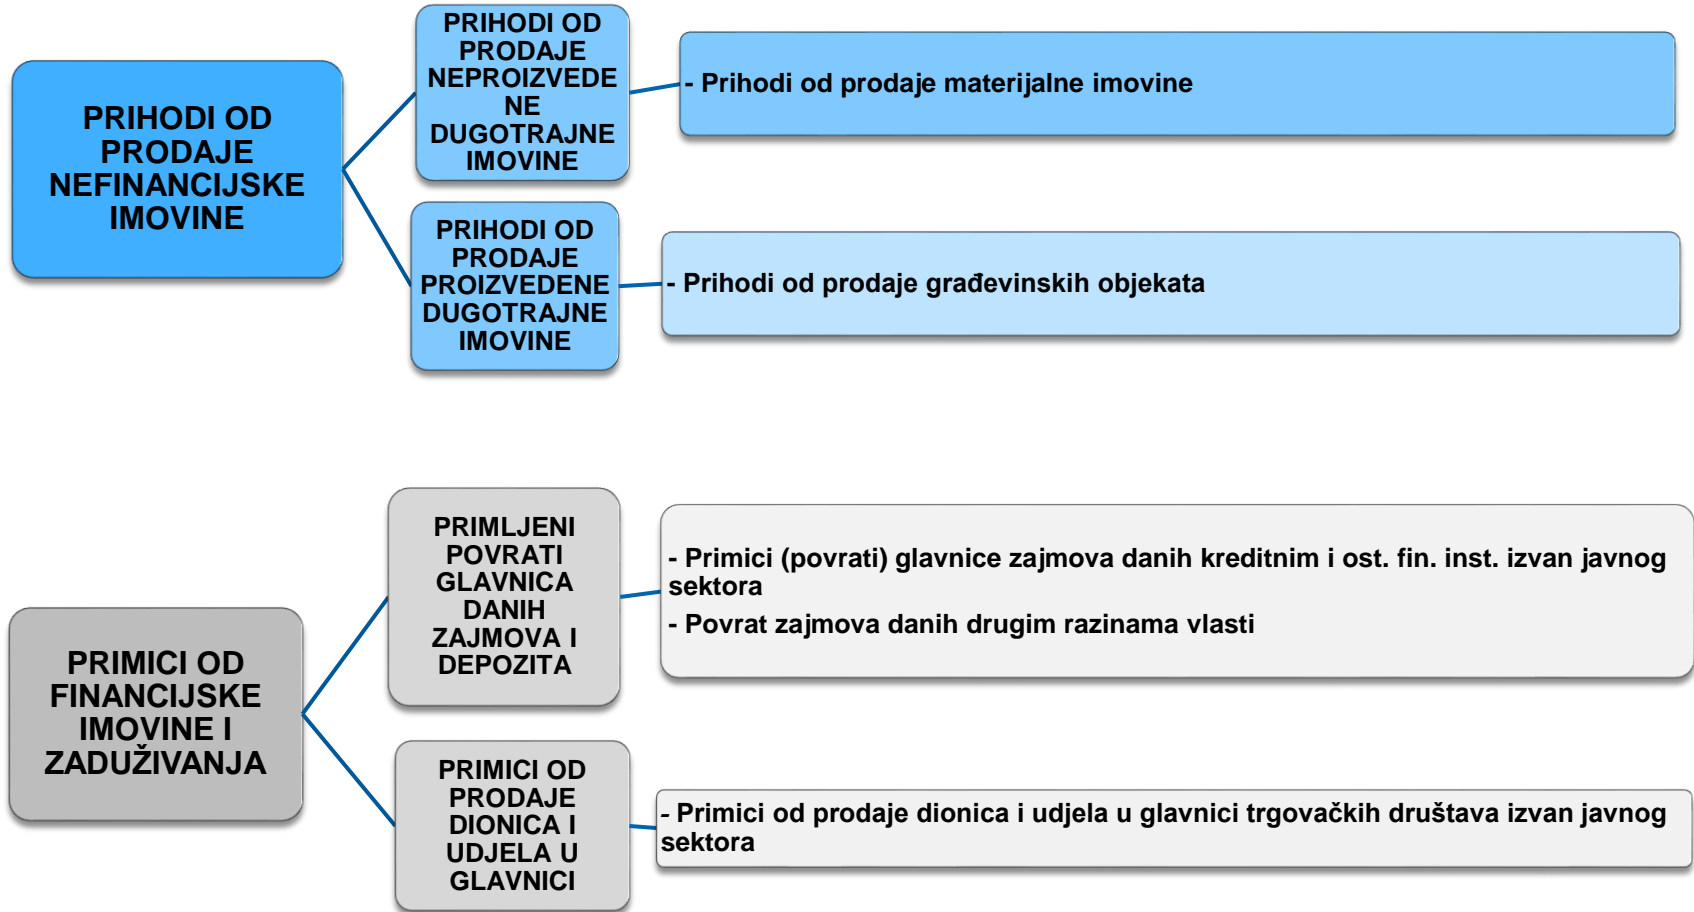 PRIHODI OD
PRODAJE
NEFINANCIJSKE
IMOVINE
PRIHODI OD
PRODAJE
NEPROIZVEDE
NE
DUGOTRAJNE
IMOVINE
- Prihodi od prodaje materijalne imovine
PRIHODI OD
PRODAJE
PROIZVEDENE
DUGOTRAJNE
IMOVINE
- Prihodi od prodaje građevinskih objekata
PRIMICI OD
FINANCIJSKE
IMOVINE I
ZADUŽIVANJA
PRIMLJENI
POVRATI
GLAVNICA
DANIH
ZAJMOVA I
DEPOZITA
- Primici (povrati) glavnice zajmova danih kreditnim i ost. fin. inst. izvan javnog
sektora
- Povrat zajmova danih drugim razinama vlasti
PRIMICI OD
PRODAJE
DIONICA I
UDJELA U
GLAVNICI
- Primici od prodaje dionica i udjela u glavnici trgovačkih društava izvan javnog
sektora